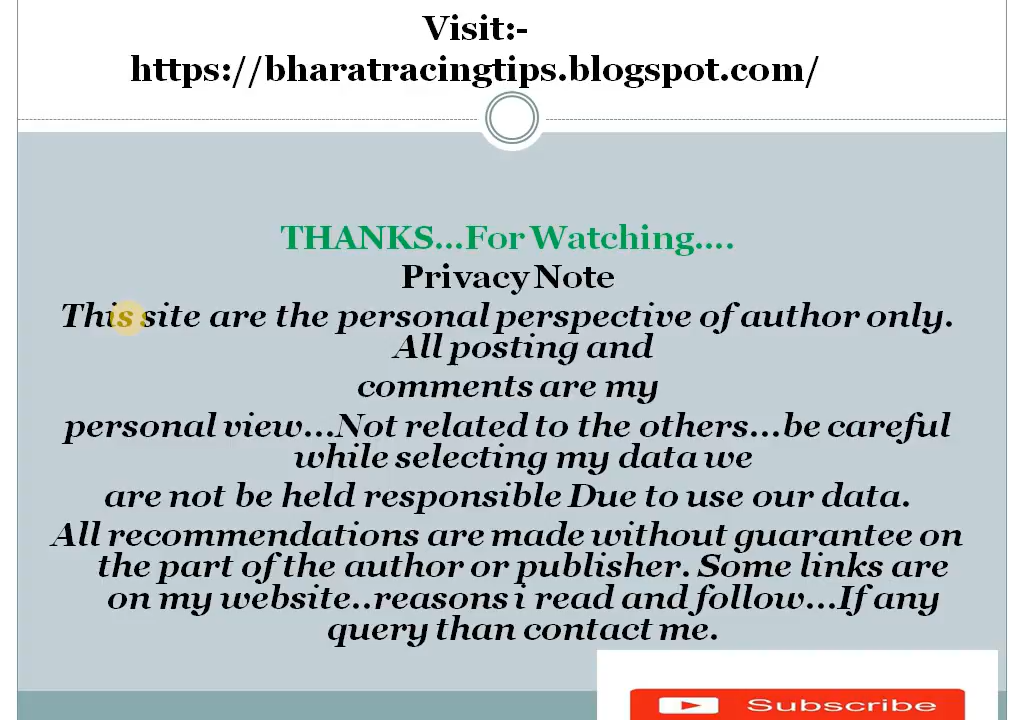 Visit:-
https://bharatracingtips.blogspot.com/
THANKS...For Watching....
Privacy Note
This site are the personal perspective of author only.
All posting and
comments are my
personal view...Not related to the others...be careful
while selecting my data we
are not be held responsible Due to use our data.
All recommendations are made without guarantee on
the part of the author or publisher. Some links are
on my website..reasons i read and follow...If any
query than contact me.
Subscribe